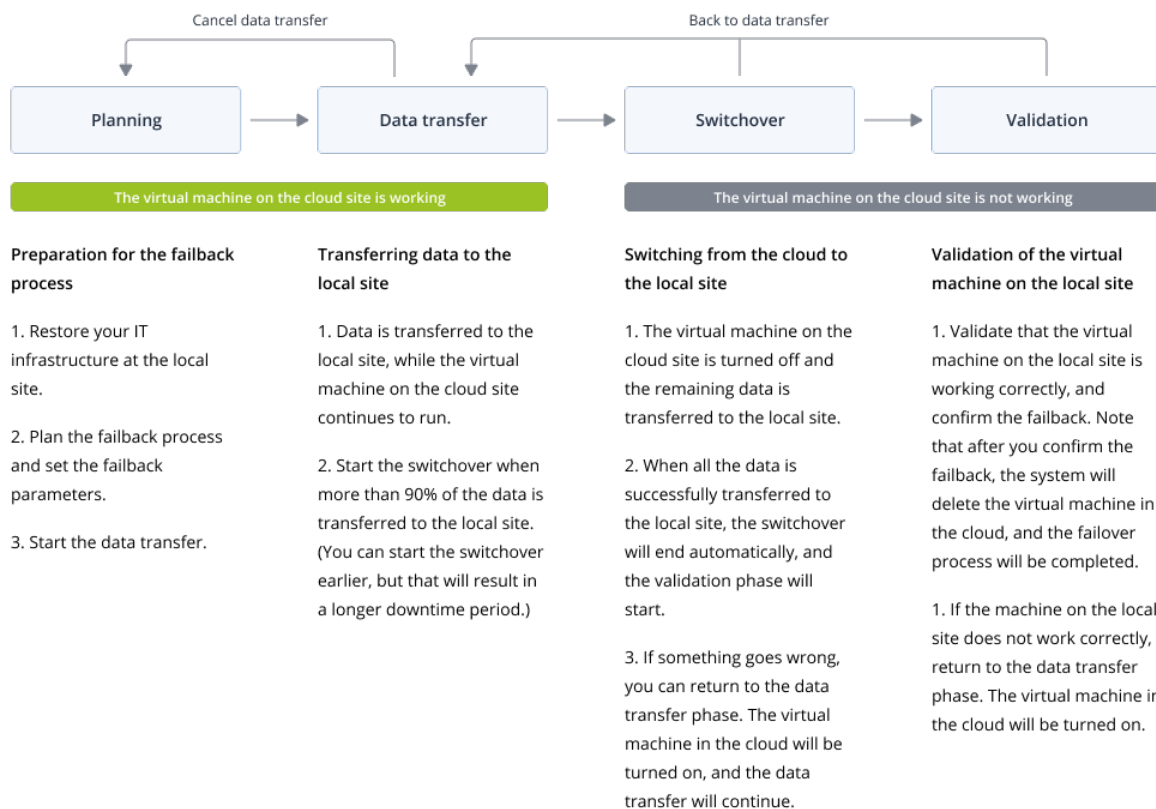 Cancel data transfer
Back to data transfer
Planning
Data transfer
Switchover
Validation
The virtual machine on the cloud site is working
The virtual machine on the cloud site is not working
Preparation for the failback
process
1. Restore your IT
infrastructure at the local
site.
2. Plan the failback process
and set the failback
parameters.
3. Start the data transfer.
Transferring data to the
local site
1. Data is transferred to the
local site, while the virtual
machine on the cloud site
continues to run.
2. Start the switchover when
more than 90% of the data is
transferred to the local site.
(You can start the switchover
earlier, but that will result in
a longer downtime period.)
Switching from the cloud to
the local site
1. The virtual machine on the
cloud site is turned off and
the remaining data is
transferred to the local site.
2. When all the data is
successfully transferred to
the local site, the switchover
will end automatically, and
the validation phase will
start.
3. If something goes wrong,
you can return to the data
transfer phase. The virtual
machine in the cloud will be
turned on, and the data
transfer will continue.
Validation of the virtual
machine on the local site
1. Validate that the virtual
machine on the local site is
working correctly, and
confirm the failback. Note
that after you confirm the
failback, the system will
delete the virtual machine in
the cloud, and the failover
process will be completed.
1. If the machine on the local
site does not work correctly,
return to the data transfer
phase. The virtual machine in
the cloud will be turned on.